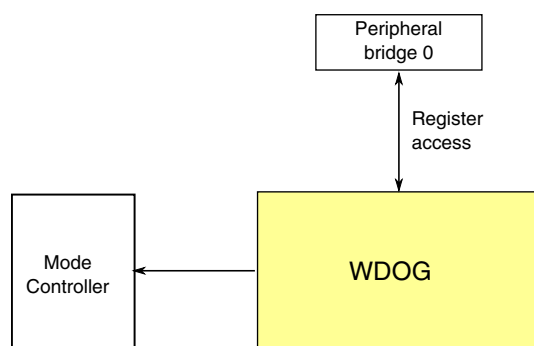 Peripheral
bridge 0
Register
access
Mode
Controller
WDOG